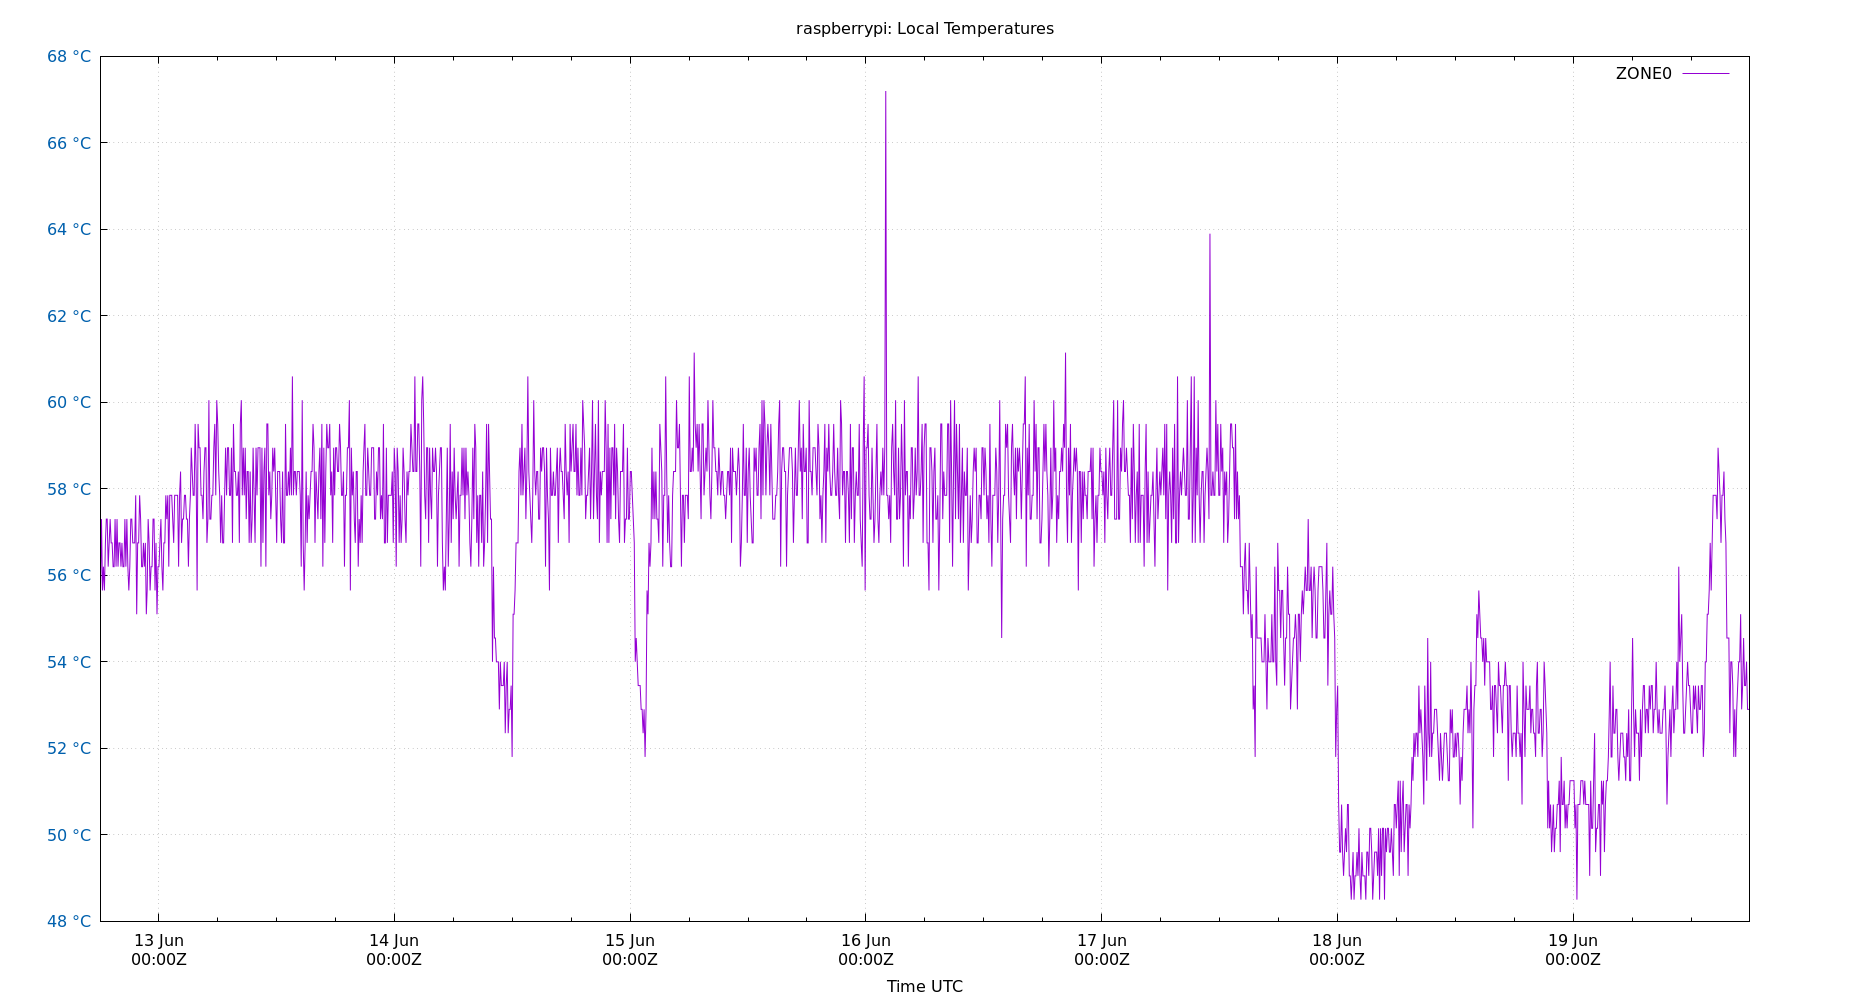 raspberrypi: Local Temperatures
ZONE0
68 °C
66 °C
64 °C
62 °C
60 °C
58 °C
56 °C
54 °C
52 °C
50 °C
48 °C
13 Jun 14 Jun 15 Jun 16 Jun 17 Jun 18 Jun 19 Jun
00:00Z 00:00Z 00:00Z 00:00Z 00:00Z 00:00Z 00:00Z
Time UTC